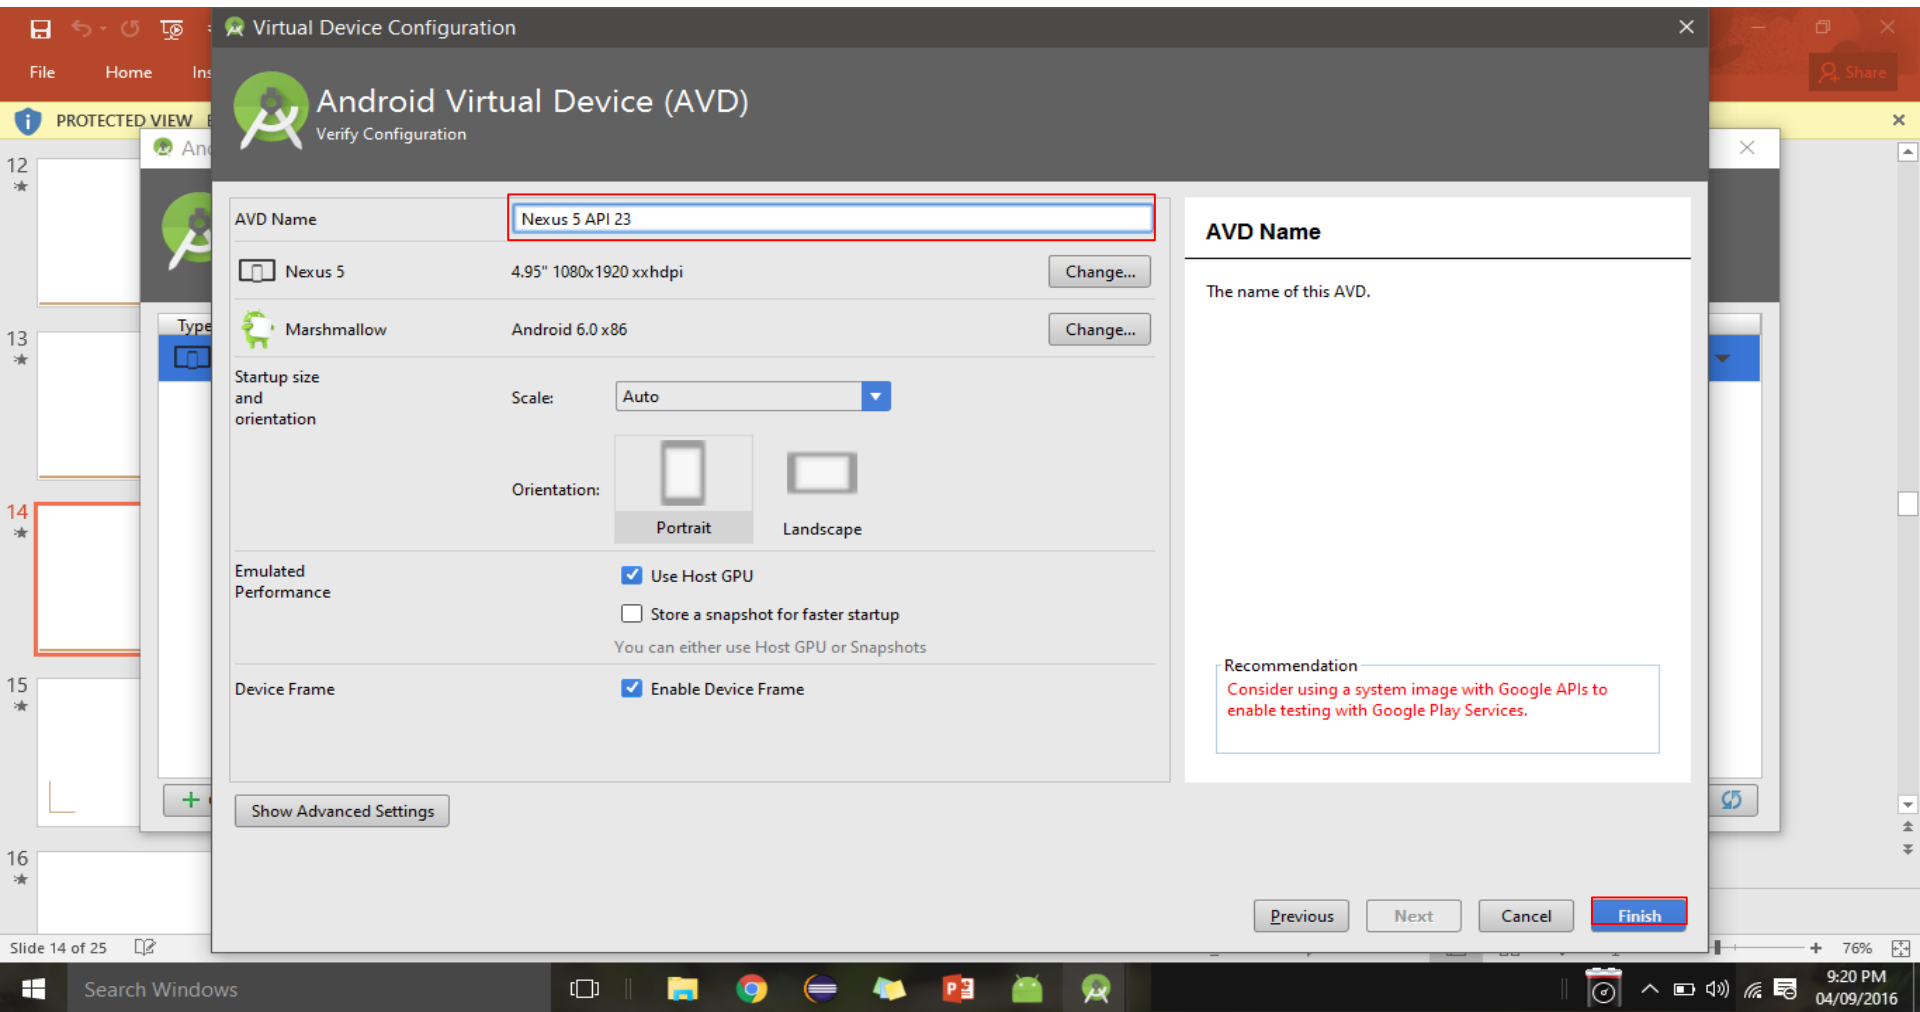 Virtual Device Configuration
File
Home
Share
Android Virtual Device (AVD)
Verify Configuration
PROTECTED VIEW
12
13
14
15
16
Type
AVD Name
Nexus 5 API 23
Nexus 5
4.95" 1080x1920 xxhdpi
Change...
Marshmallow
Android 6.0 x86
Change...
Startup size
and
orientation
Scale:
Auto
Orientation:
Portrait
Landscape
Emulated
Performance
Use Host GPU
Store a snapshot for faster startup
You can either use Host GPU or Snapshots
Device Frame
Enable Device Frame
Show Advanced Settings
AVD Name
The name of this AVD.
Recommendation
Consider using a system image with Google APIs to
enable testing with Google Play Services.
Previous
Next
Cancel
Finish
Slide 14 of 25
76%
Search Windows
9:20 PM
04/09/2016